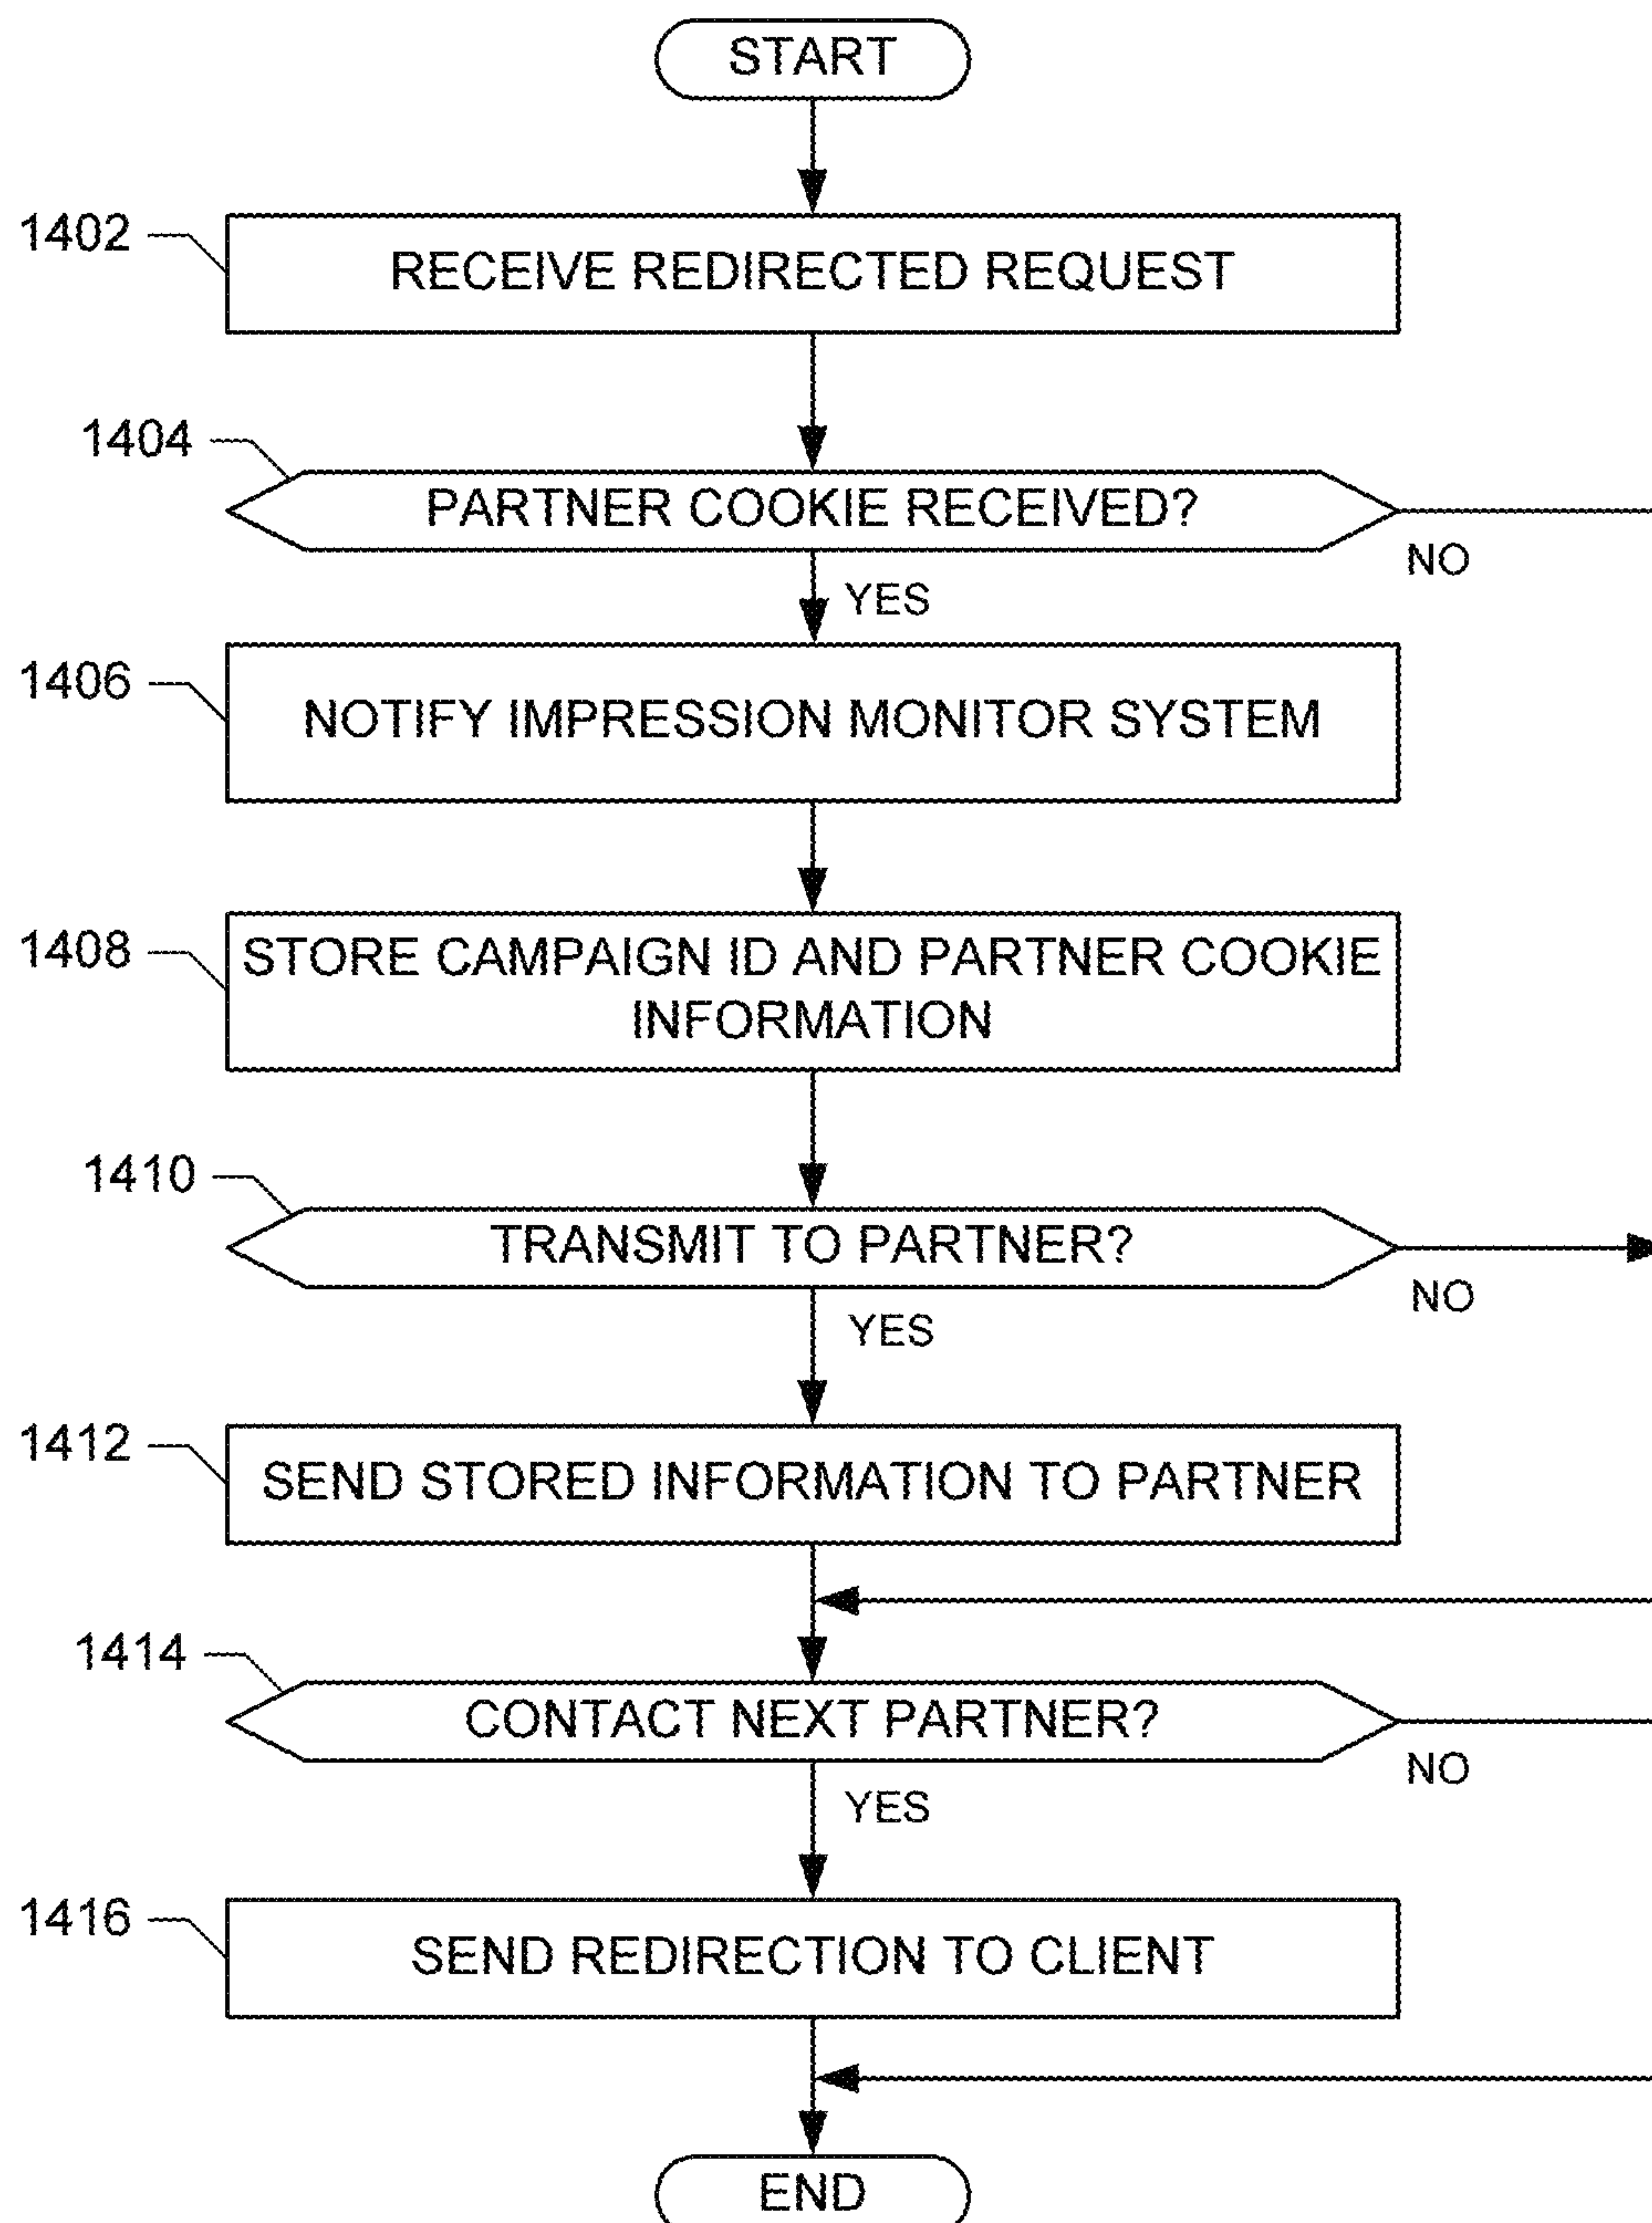 START
1402
RECEIVE REDIRECTED REQUEST
1404
PARTNER COOKIE RECEIVED?
NO
YES
1406
NOTIFY IMPRESSION MONITOR SYSTEM
1408
STORE CAMPAIGN ID AND PARTNER COOKIE
INFORMATION
1410
TRANSMIT TO PARTNER?
NO
YES
1412
SEND STORED INFORMATION TO PARTNER
1414
CONTACT NEXT PARTNER?
NO
YES
1416
SEND REDIRECTION TO CLIENT
END